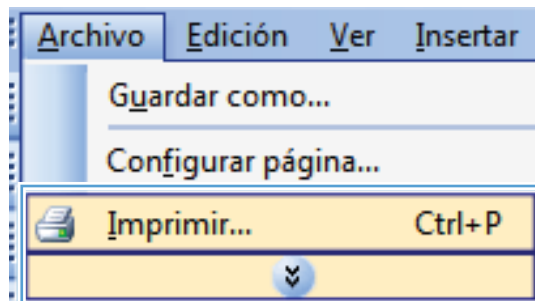 Archivo Edición Ver Insertar
Guardar como...
Configurar página...
Imprimir... Ctrl+P